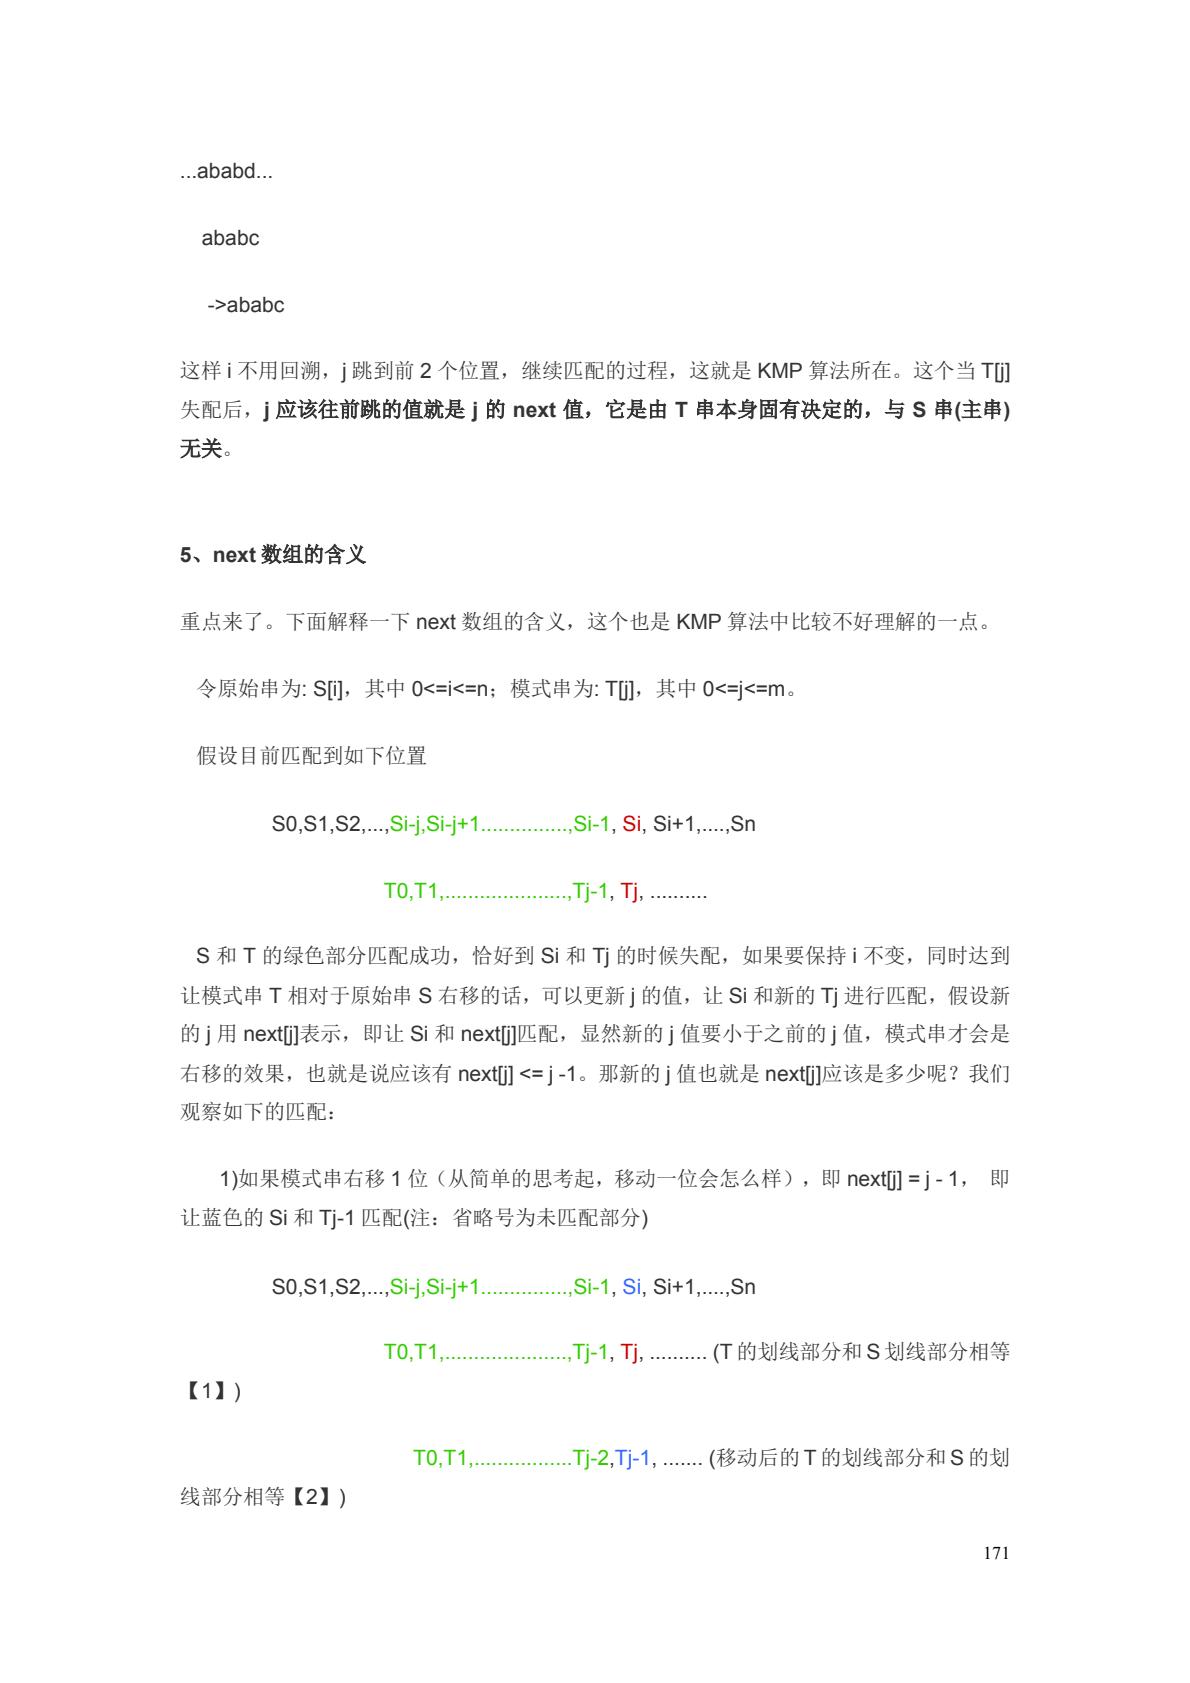 ...ababd...
ababc
->ababc
这样 i 不用回溯，j 跳到前 2 个位置，继续匹配的过程，这就是 KMP 算法所在。这个当 T[j]
失配后，j 应该往前跳的值就是 j 的 next 值，它是由 T 串本身固有决定的，与 S 串(主串)
无关。
5、next 数组的含义
重点来了。下面解释一下 next 数组的含义，这个也是 KMP 算法中比较不好理解的一点。
令原始串为: S[i]，其中 0<=i<=n；模式串为: T[j]，其中 0<=j<=m。
假设目前匹配到如下位置
S0,S1,S2,...,Si-j,Si-j+1...............,Si-1, Si, Si+1,....,Sn
T0,T1,.....................,Tj-1, Tj, ..........
S 和 T 的绿色部分匹配成功，恰好到 Si 和 Tj 的时候失配，如果要保持 i 不变，同时达到
让模式串 T 相对于原始串 S 右移的话，可以更新 j 的值，让 Si 和新的 Tj 进行匹配，假设新
的 j 用 next[j]表示，即让 Si 和 next[j]匹配，显然新的 j 值要小于之前的 j 值，模式串才会是
右移的效果，也就是说应该有 next[j] <= j -1。那新的 j 值也就是 next[j]应该是多少呢？我们
观察如下的匹配：
1)如果模式串右移 1 位（从简单的思考起，移动一位会怎么样），即 next[j] = j - 1， 即
让蓝色的 Si 和 Tj-1 匹配(注：省略号为未匹配部分)
S0,S1,S2,...,Si-j,Si-j+1...............,Si-1, Si, Si+1,....,Sn
T0,T1,.....................,Tj-1, Tj, .......... (T 的划线部分和 S 划线部分相等
【1】)
T0,T1,.................Tj-2,Tj-1, ....... (移动后的 T 的划线部分和 S 的划
线部分相等【2】)
171